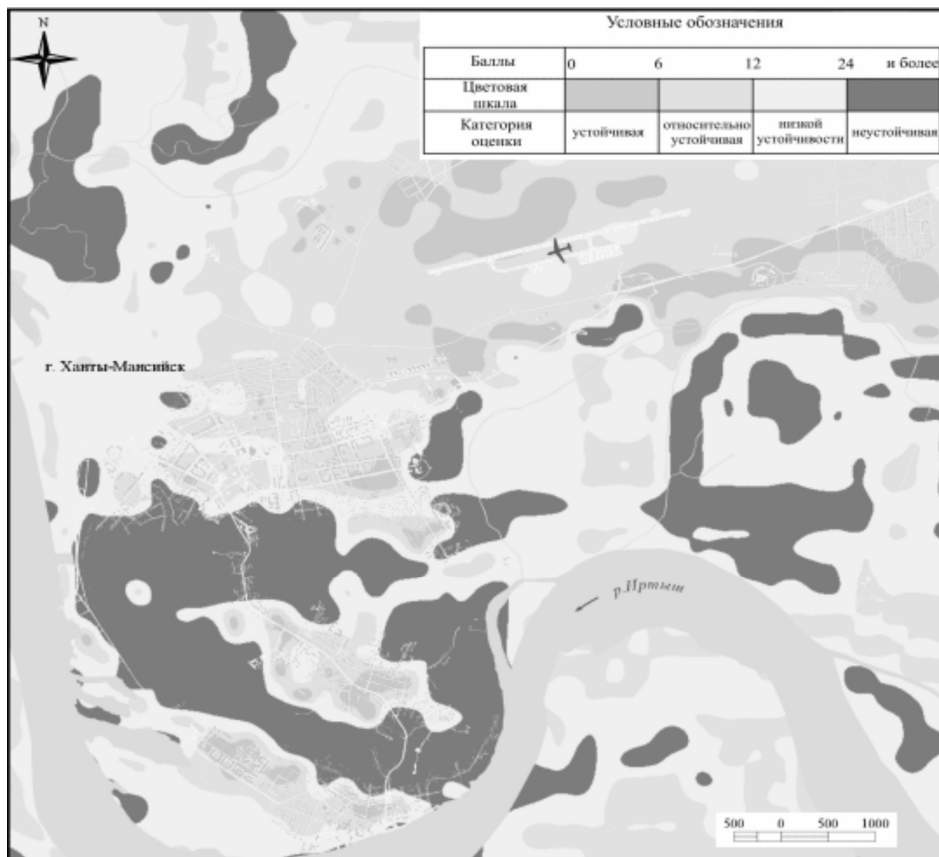 N
Условные обозначения
Баллы 0 6 12 24 и более
Цветовая шкала
Категория оценки устойчивая относительно устойчивая низкой устойчивости неустойчивая
г. Ханты-Мансийск
р.Иртыш
500 0 500 1000